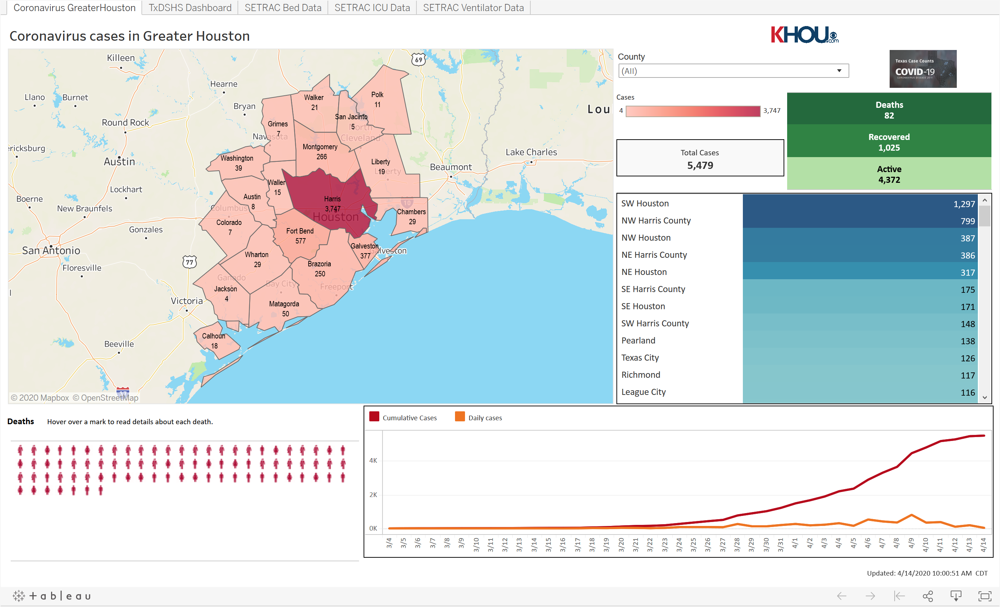 Coronavirus GreaterHouston
TxDSHS Dashboard
SETRAC Bed Data
SETRAC ICU Data
SETRAC Ventilator Data
Coronavirus cases in Greater Houston
KHOU.com
Killeen
69
Hearne
Llano
Burnet
Bryan
Round Rock
Navasota
ricksburg
Austin
Lockhart
Boerne
New Braunfels
Columbus
Gonzales
San Antonio
77
Floresville
Ganado
Bay City
Freeport
Victoria
Beeville
37
North
Cleveland
Liberty
Beaumont
Lake Charles
Lou
10
Houston
Galveston
l
Walker
21
Polk
11
San Jacinto
5
Grimes
7
Montgomery
266
Washington
39
Liberty
19
Waller
15
Harris
3,747
Austin
8
Chambers
29
Colorado
7
Fort Bend
577
Galveston
377
Wharton
29
Brazoria
250
Jackson
4
Matagorda
50
Calhoun
18
© 2020 Mapbox © OpenStreetMap
County
(All)
Texas Case Counts
COVID-19
CORONAVIRUS DISEASE 2019
Cases
4
3,747
Total Cases
5,479
Deaths
82
Recovered
1,025
Active
4,372
SW Houston 1,297
NW Harris County 799
NW Houston 387
NE Harris County 386
NE Houston 317
SE Harris County 175
SE Houston 171
SW Harris County 148
Pearland 138
Texas City 126
Richmond 117
League City 116
Deaths Hover over a mark to read details about each death.
Cumulative Cases
Daily cases
4K
2K
0K
3/4
3/5
3/6
3/7
3/8
3/9
3/10
3/11
3/12
3/13
3/14
3/15
3/16
3/17
3/18
3/19
3/20
3/21
3/22
3/23
3/24
3/25
3/26
3/27
3/28
3/29
3/30
3/31
4/1
4/2
4/3
4/4
4/5
4/6
4/7
4/8
4/9
4/10
4/11
4/12
4/13
4/14
Updated: 4/14/2020 10:00:51 AM CDT
+ableau